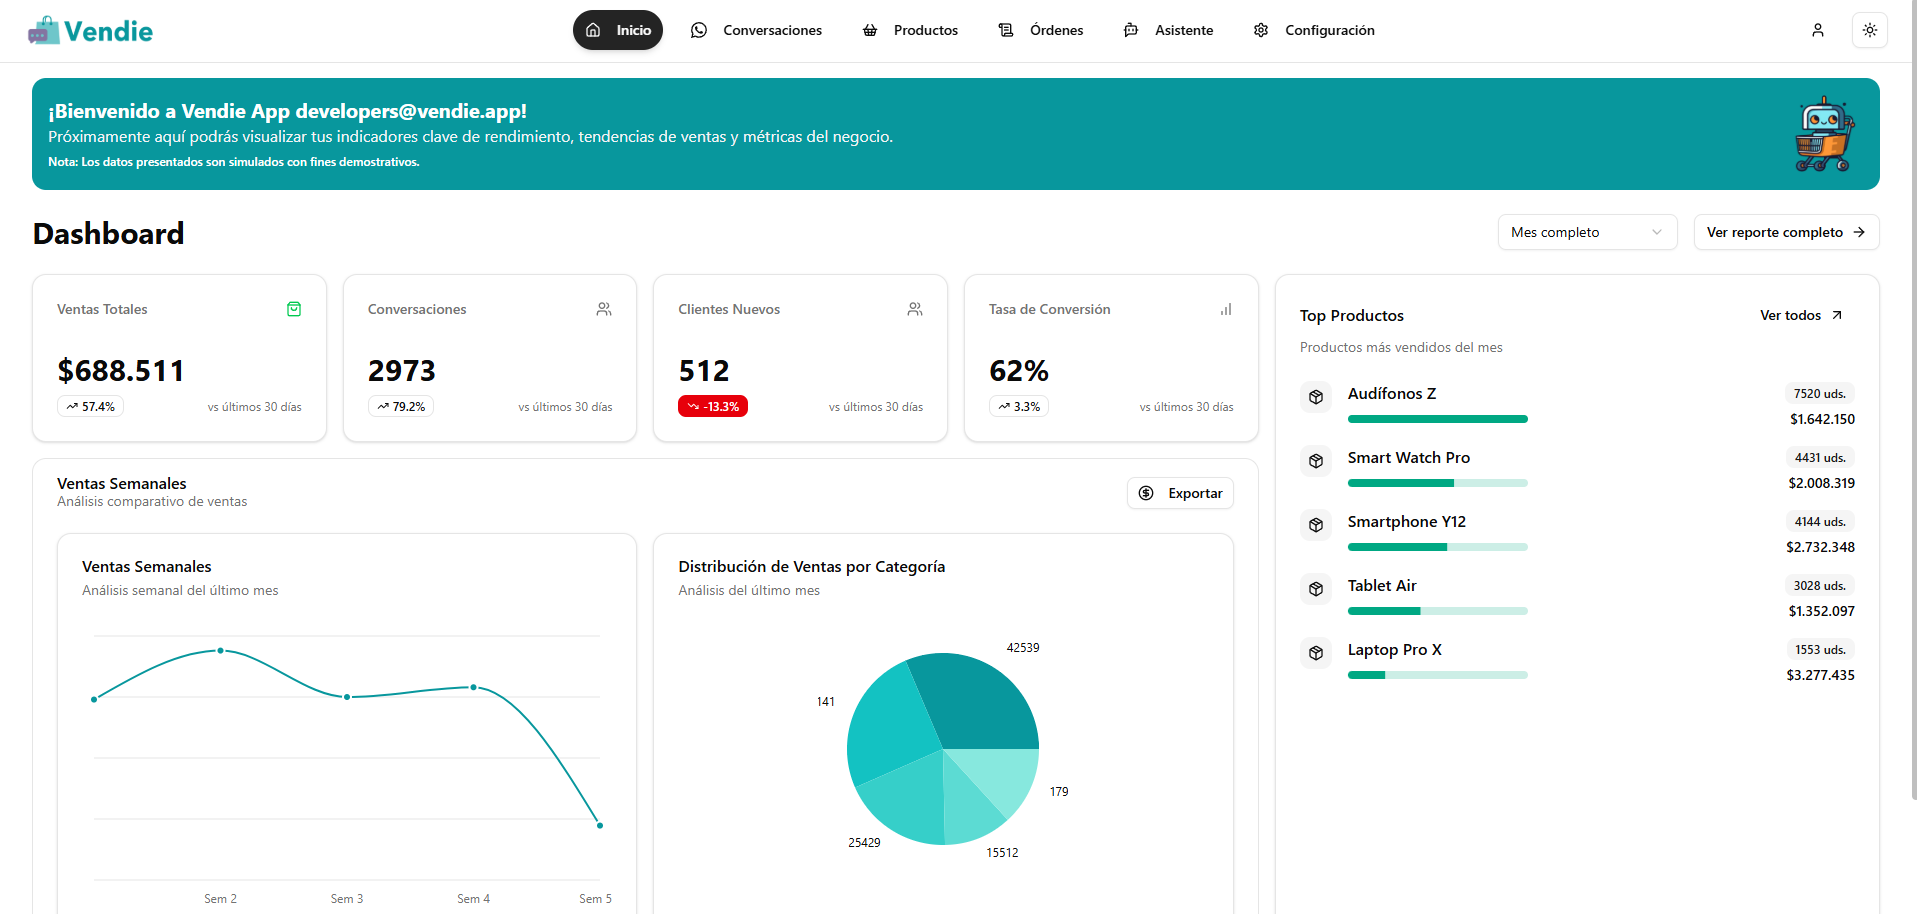 Vendie
Inicio
Conversaciones
Productos
Órdenes
Asistente
Configuración
¡Bienvenido a Vendie App developers@vendie.app!
Próximamente aquí podrás visualizar tus indicadores clave de rendimiento, tendencias de ventas y métricas del negocio.
Nota: Los datos presentados son simulados con fines demostrativos.
Dashboard
Mes completo
Ver reporte completo
Ventas Totales
$688.511
57.4%
vs últimos 30 días
Conversaciones
2973
79.2%
vs últimos 30 días
Clientes Nuevos
512
-13.3%
vs últimos 30 días
Tasa de Conversión
62%
3.3%
vs últimos 30 días
Ventas Semanales
Análisis comparativo de ventas
Exportar
Ventas Semanales
Análisis semanal del último mes
Sem 2
Sem 3
Sem 4
Sem 5
Distribución de Ventas por Categoría
Análisis del último mes
42539
141
179
25429
15512
Top Productos
Ver todos
Productos más vendidos del mes
Audífonos Z
7520 uds.
$1.642.150
Smart Watch Pro
4431 uds.
$2.008.319
Smartphone Y12
4144 uds.
$2.732.348
Tablet Air
3028 uds.
$1.352.097
Laptop Pro X
1553 uds.
$3.277.435